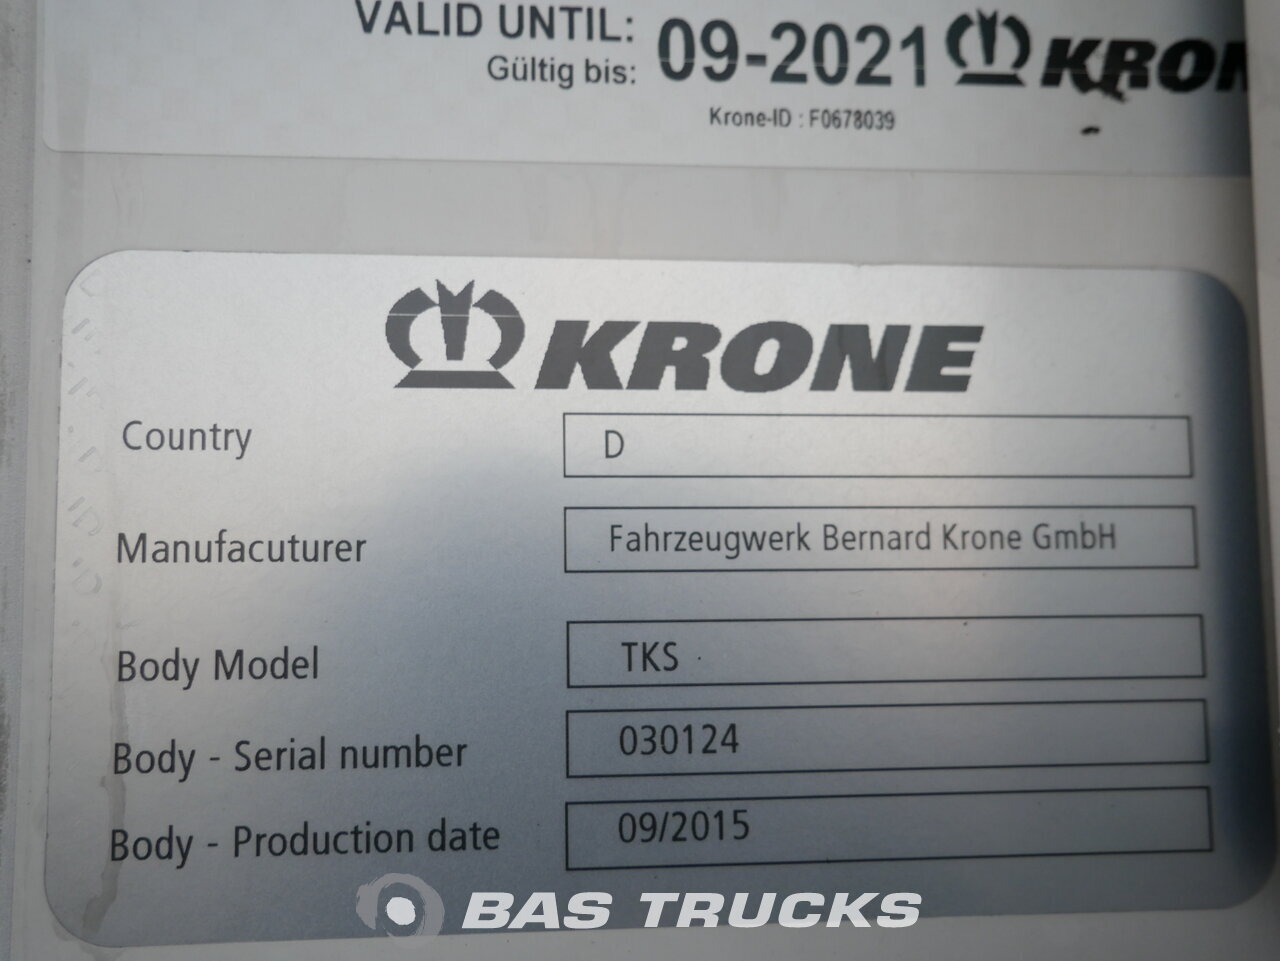 VALID UNTIL:
Gültig bis: 09-2021 KRON
Krone-ID : F0678039
KRONE
Country D
Manufacuturer Fahrzeugwerk Bernard Krone GmbH
Body Model TKS
Body - Serial number 030124
Body - Production date 09/2015
BAS TRUCKS